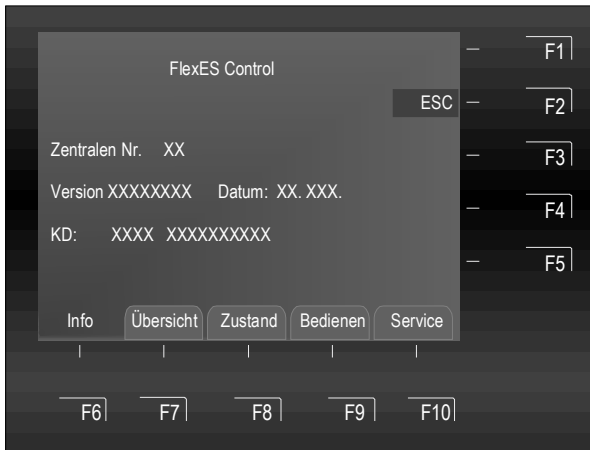 FlexES Control
F1
ESC
F2
Zentralen Nr. XX
F3
Version XXXXXXXX Datum: XX. XXX.
F4
KD: XXXX XXXXXXXXXX
F5
Info Übersicht Zustand Bedienen Service
F6 F7 F8 F9 F10